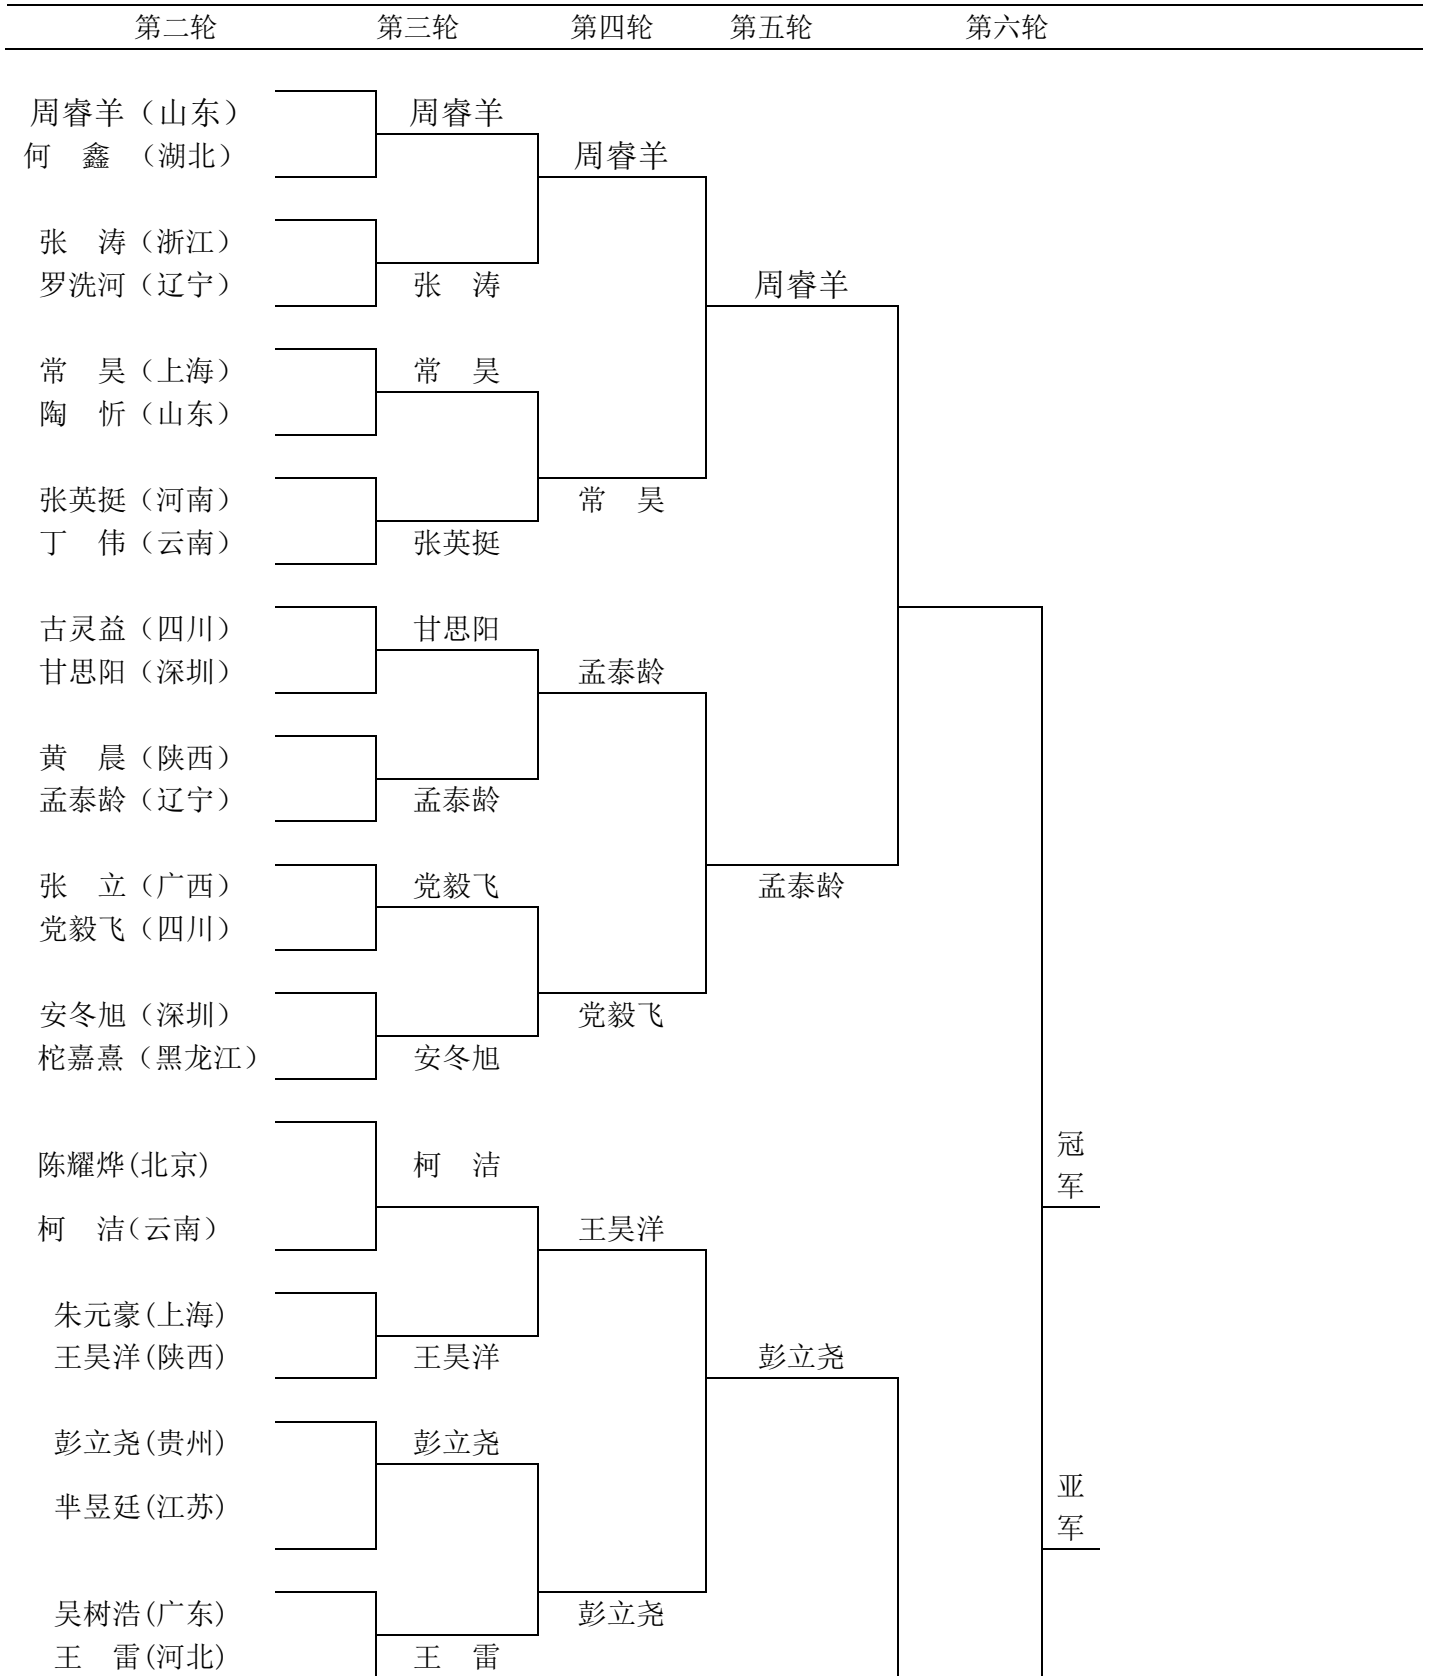 第二轮 第三轮 第四轮 第五轮 第六轮
周睿羊（山东） 周睿羊
何 鑫 （湖北） 周睿羊
张 涛（浙江）
罗洗河（辽宁） 张 涛 周睿羊
常 昊（上海） 常 昊
陶 忻（山东）
张英挺（河南） 常 昊
丁 伟（云南） 张英挺
古灵益（四川） 甘思阳
甘思阳（深圳） 孟泰龄
黄 晨（陕西）
孟泰龄（辽宁） 孟泰龄
张 立（广西） 党毅飞 孟泰龄
党毅飞（四川）
安冬旭（深圳） 党毅飞
柁嘉熹（黑龙江） 安冬旭
冠
陈耀烨(北京) 柯 洁
军
柯 洁(云南） 王昊洋
朱元豪(上海)
王昊洋(陕西) 王昊洋 彭立尧
彭立尧(贵州) 彭立尧
亚
芈昱廷(江苏)
军
吴树浩(广东) 彭立尧
王 雷(河北) 王 雷